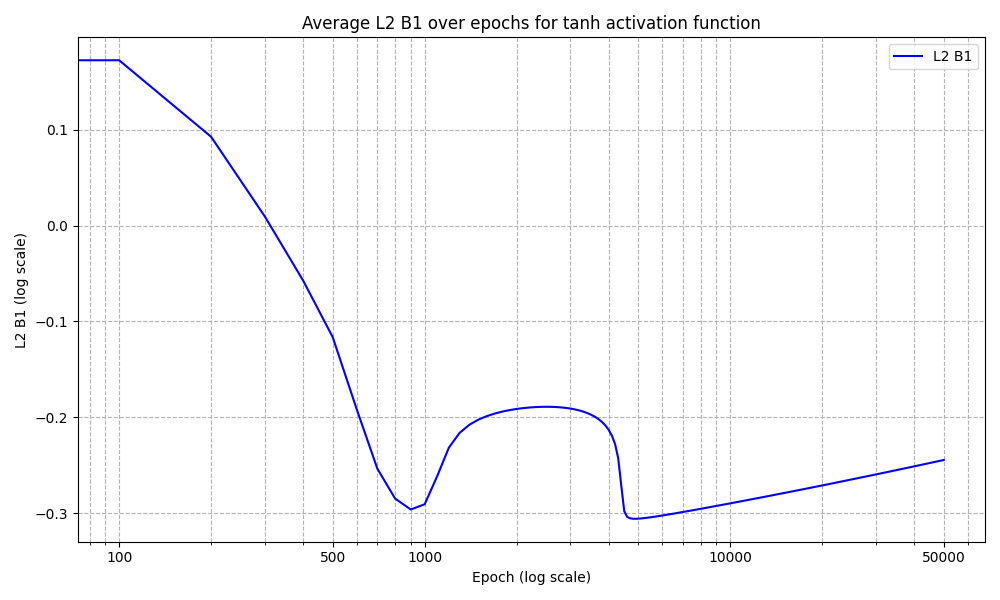 Average L2 B1 over epochs for tanh activation function
L2 B1
0.1
0.0
−0.1
−0.2
−0.3
L2 B1 (log scale)
100
500
1000
10000
50000
Epoch (log scale)